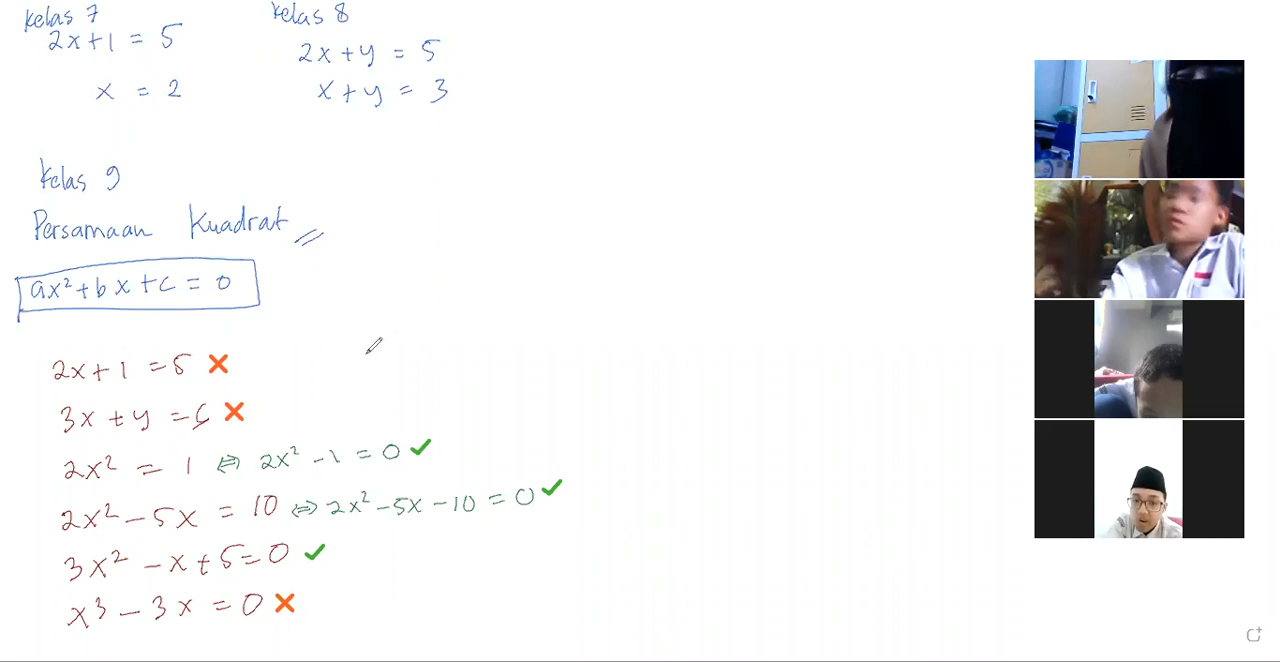 Kelas 7
2x+1 = 5
x = 2
Kelas 8
2x+y = 5
x+y = 3
Kelas 9
Persamaan Kuadrat
ax²+bx+c = 0
2x+1 = 5 ✗
3x+y = 5 ✗
2x² = 1 ⇔ 2x² - 1 = 0 ✓
2x² - 5x = 10 ⇔ 2x² - 5x - 10 = 0 ✓
3x² - x + 5 = 0 ✓
x³ - 3x = 0 ✗